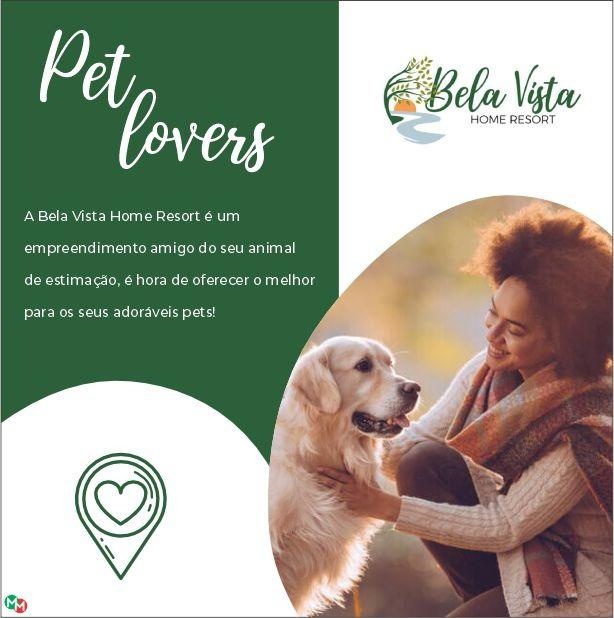 Pet
lovers
Bela Vista
HOME RESORT
A Bela Vista Home Resort é um
empreendimento amigo do seu animal
de estimação, é hora de oferecer o melhor
para os seus adoráveis pets!
M M